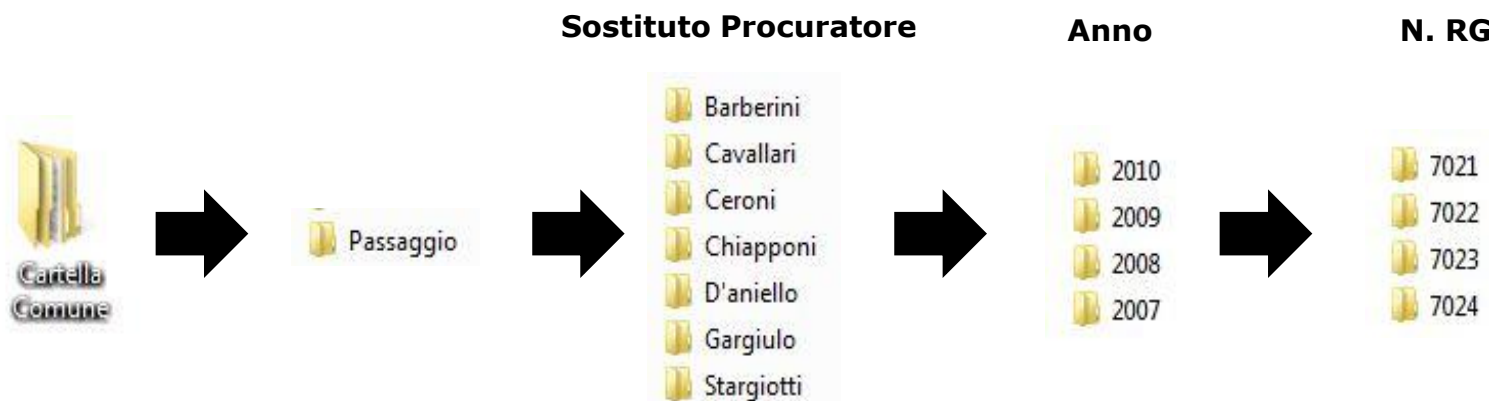 Sostituto Procuratore
Anno
N. RG
Cartella
Comune
Passaggio
Barberini
Cavallari
Ceroni
Chiapponi
D'aniello
Gargiulo
Stargiotti
2010
2009
2008
2007
7021
7022
7023
7024